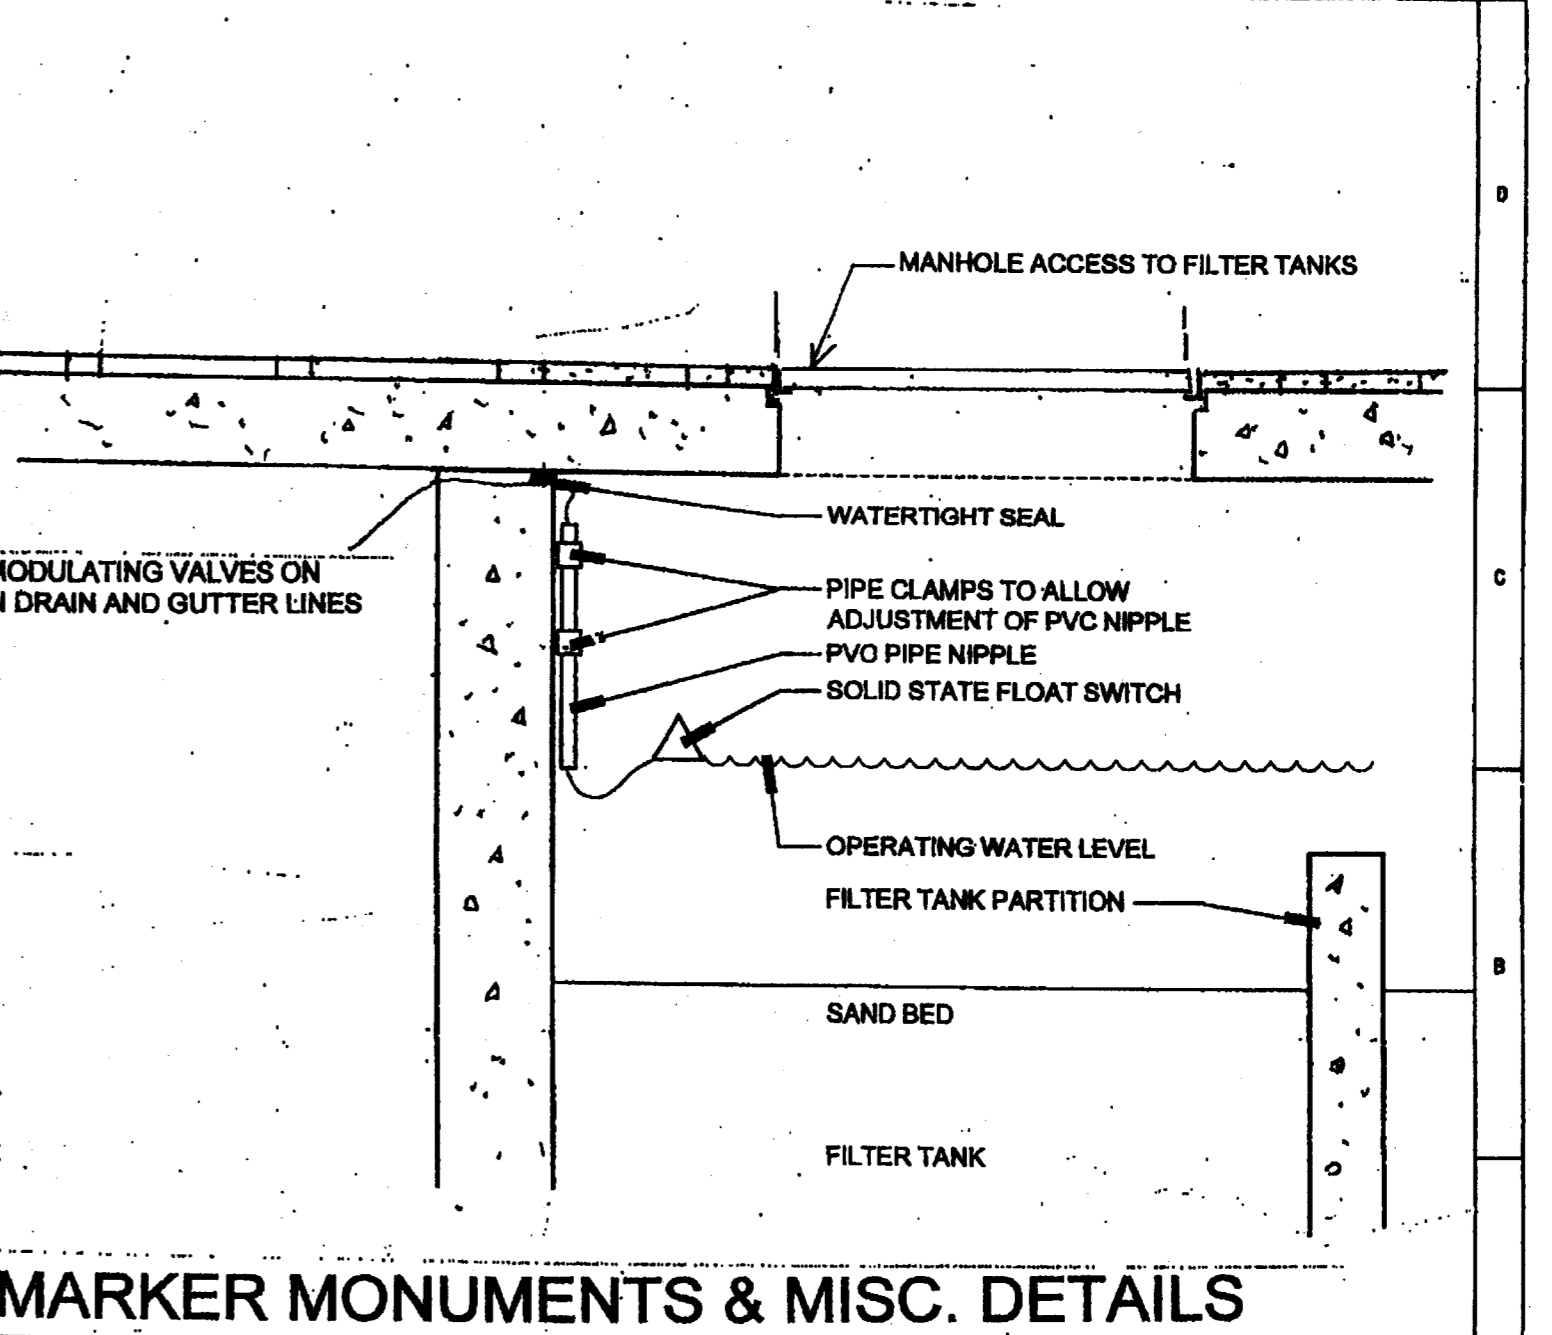 D
MANHOLE ACCESS TO FILTER TANKS
WATERTIGHT SEAL
MODULATING VALVES ON
DRAIN AND GUTTER LINES
C
PIPE CLAMPS TO ALLOW
ADJUSTMENT OF PVC NIPPLE
PVC PIPE NIPPLE
SOLID STATE FLOAT SWITCH
OPERATING WATER LEVEL
FILTER TANK PARTITION
B
SAND BED
FILTER TANK
MARKER MONUMENTS & MISC. DETAILS